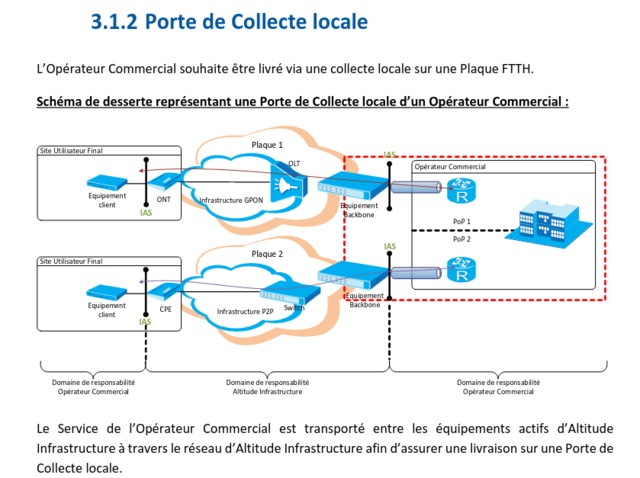 3.1.2 Porte de Collecte locale
L'Opérateur Commercial souhaite être livré via une collecte locale sur une Plaque FTTH.
Schéma de desserte représentant une Porte de Collecte locale d'un Opérateur Commercial :
Plaque 1
Site Utilisateur Final
IAS
OLT
Opérateur Commercial
Equipement
client
ONT
Infrastructure GPON
Equipement
Backbone
R
IAS
PoP 1
PoP 2
Plaque 2
IAS
Site Utilisateur Final
R
Equipement
client
CPE
Infrastructure P2P
Switch
Equipement
Backbone
IAS
Domaine de responsabilité
Opérateur Commercial
Domaine de responsabilité
Altitude Infrastructure
Domaine de responsabilité
Opérateur Commercial
Le Service de l'Opérateur Commercial est transporté entre les équipements actifs d'Altitude
Infrastructure à travers le réseau d'Altitude Infrastructure afin d'assurer une livraison sur une Porte de
Collecte locale.